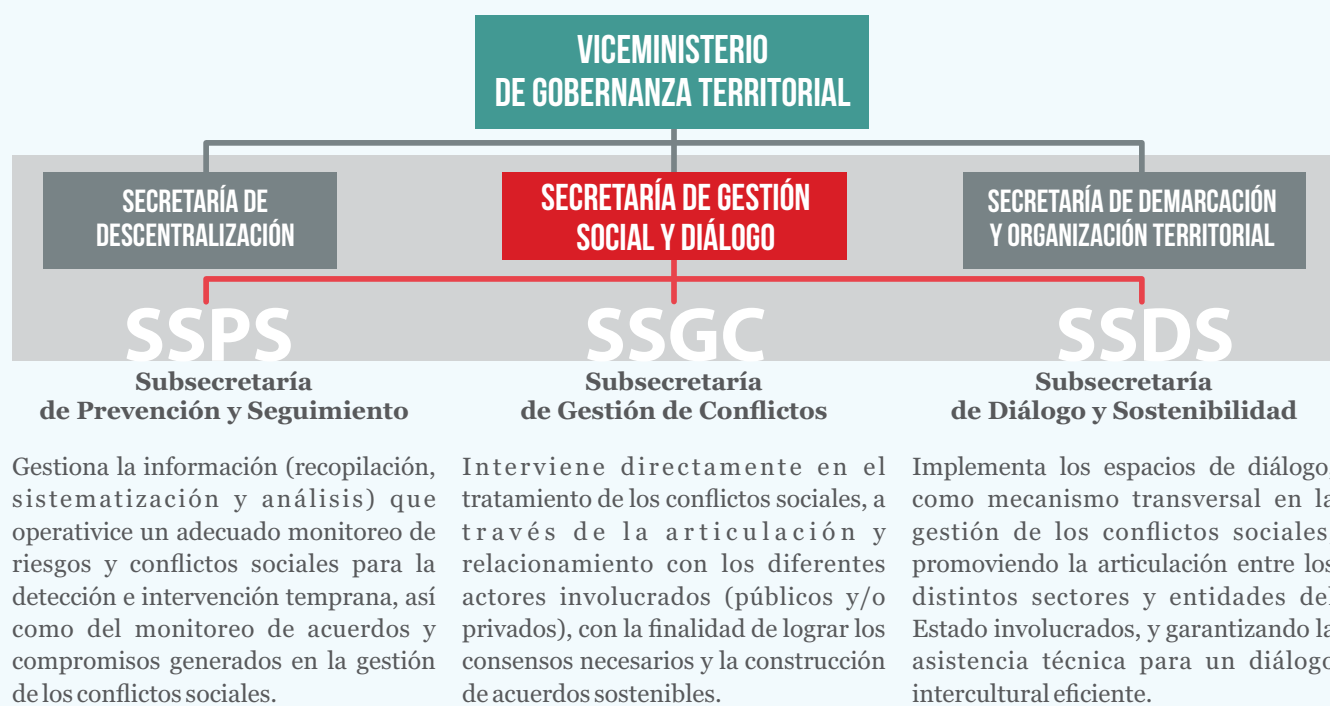 VICEMINISTERIO
DE GOBERNANZA TERRITORIAL
SECRETARÍA DE
DESCENTRALIZACIÓN
SECRETARÍA DE GESTIÓN
SOCIAL Y DIÁLOGO
SECRETARÍA DE DEMARCACIÓN
Y ORGANIZACIÓN TERRITORIAL
SSPS
Subsecretaría
de Prevención y Seguimiento
Gestiona la información (recopilación,
sistematización y análisis) que
operativice un adecuado monitoreo de
riesgos y conflictos sociales para la
detección e intervención temprana, así
como del monitoreo de acuerdos y
compromisos generados en la gestión
de los conflictos sociales.
SSGC
Subsecretaría
de Gestión de Conflictos
Interviene directamente en el
tratamiento de los conflictos sociales, a
través de la articulación y
relacionamiento con los diferentes
actores involucrados (públicos y/o
privados), con la finalidad de lograr los
consensos necesarios y la construcción
de acuerdos sostenibles.
SSDS
Subsecretaría
de Diálogo y Sostenibilidad
Implementa los espacios de diálogo,
como mecanismo transversal en la
gestión de los conflictos sociales,
promoviendo la articulación entre los
distintos sectores y entidades del
Estado involucrados, y garantizando la
asistencia técnica para un diálogo
intercultural eficiente.